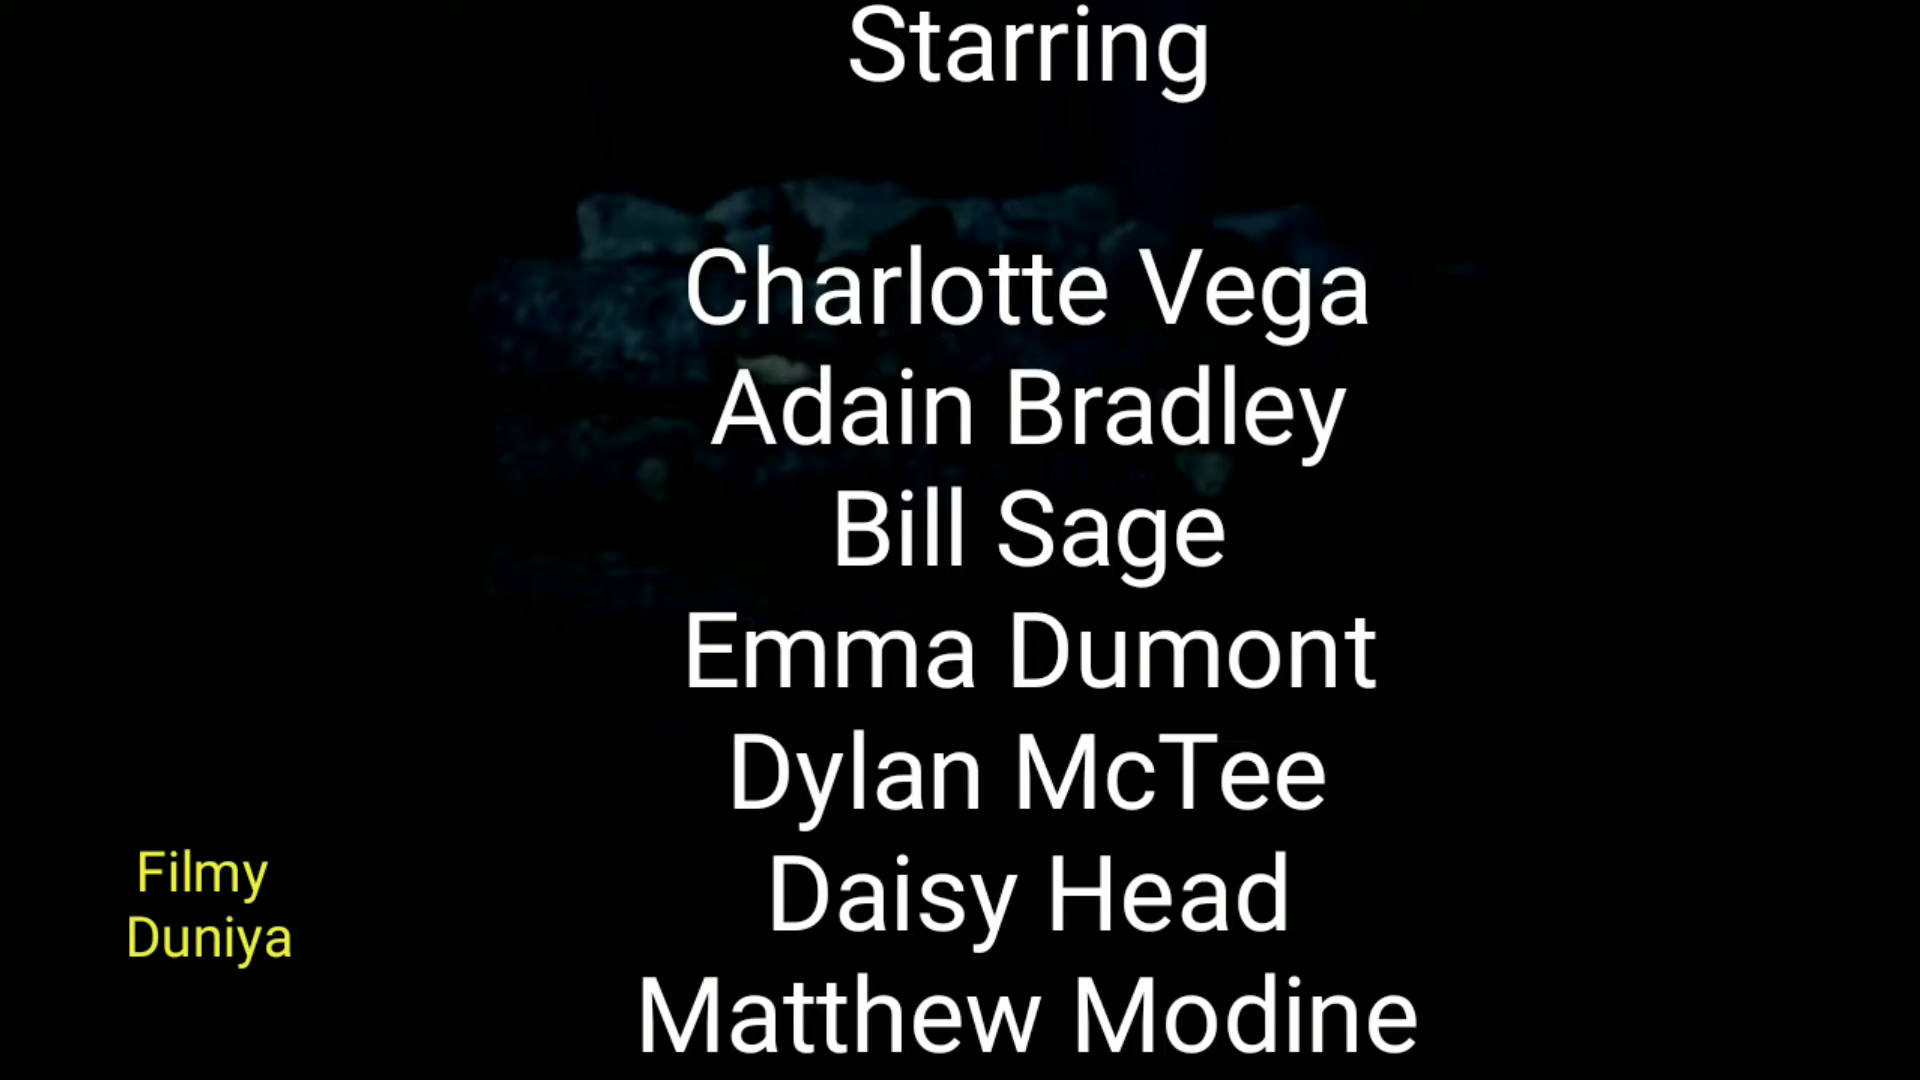 Starring
Charlotte Vega
Adain Bradley
Bill Sage
Emma Dumont
Dylan McTee
Daisy Head
Matthew Modine
Filmy
Duniya